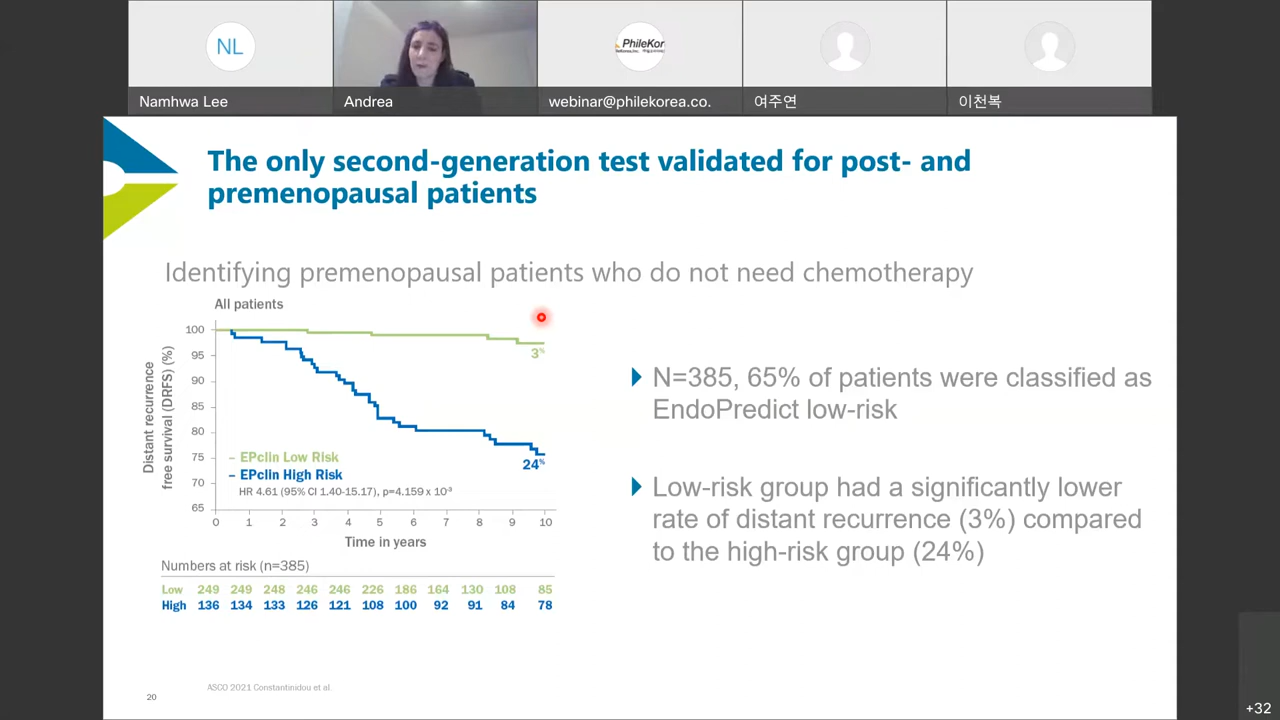 NL
PhileKor
Namhwa Lee
Andrea
webinar@philekorea.co.
여주연
이천복
The only second-generation test validated for post- and
premenopausal patients
Identifying premenopausal patients who do not need chemotherapy
All patients
Distant recurrence
free survival (DRFS) (%)
100
95
90
85
80
75
70
65
3%
24%
– EPclin Low Risk
– EPclin High Risk
HR 4.61 (95% CI 1.40-15.17), p=4.159 x 10⁻³
0 1 2 3 4 5 6 7 8 9 10
Time in years
Numbers at risk (n=385)
Low 249 249 248 246 246 226 186 164 130 108 85
High 136 134 133 126 121 108 100 92 91 84 78
N=385, 65% of patients were classified as
EndoPredict low-risk
Low-risk group had a significantly lower
rate of distant recurrence (3%) compared
to the high-risk group (24%)
20
ASCO 2021 Constantinidou et al.
+32